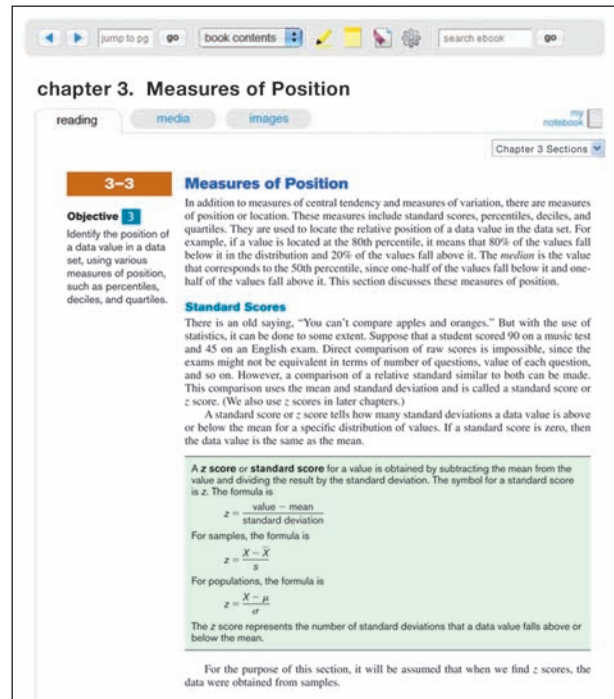 jump to pg go book contents search ebook go
chapter 3. Measures of Position
reading media images my notebook
Chapter 3 Sections
3–3
Objective 3
Identify the position of
a data value in a data
set, using various
measures of position,
such as percentiles,
deciles, and quartiles.
Measures of Position
In addition to measures of central tendency and measures of variation, there are measures
of position or location. These measures include standard scores, percentiles, deciles, and
quartiles. They are used to locate the relative position of a data value in the data set. For
example, if a value is located at the 80th percentile, it means that 80% of the values fall
below it in the distribution and 20% of the values fall above it. The median is the value
that corresponds to the 50th percentile, since one-half of the values fall below it and one-
half of the values fall above it. This section discusses these measures of position.
Standard Scores
There is an old saying, “You can’t compare apples and oranges.” But with the use of
statistics, it can be done to some extent. Suppose that a student scored 90 on a music test
and 45 on an English exam. Direct comparison of raw scores is impossible, since the
exams might not be equivalent in terms of number of questions, value of each question,
and so on. However, a comparison of a relative standard similar to both can be made.
This comparison uses the mean and standard deviation and is called a standard score or
z score. (We also use z scores in later chapters.)
A standard score or z score tells how many standard deviations a data value is above
or below the mean for a specific distribution of values. If a standard score is zero, then
the data value is the same as the mean.
A z score or standard score for a value is obtained by subtracting the mean from the
value and dividing the result by the standard deviation. The symbol for a standard score
is z. The formula is
z = value − mean / standard deviation
For samples, the formula is
z = X − X̄ / s
For populations, the formula is
z = X − μ / σ
The z score represents the number of standard deviations that a data value falls above or
below the mean.
For the purpose of this section, it will be assumed that when we find z scores, the
data were obtained from samples.